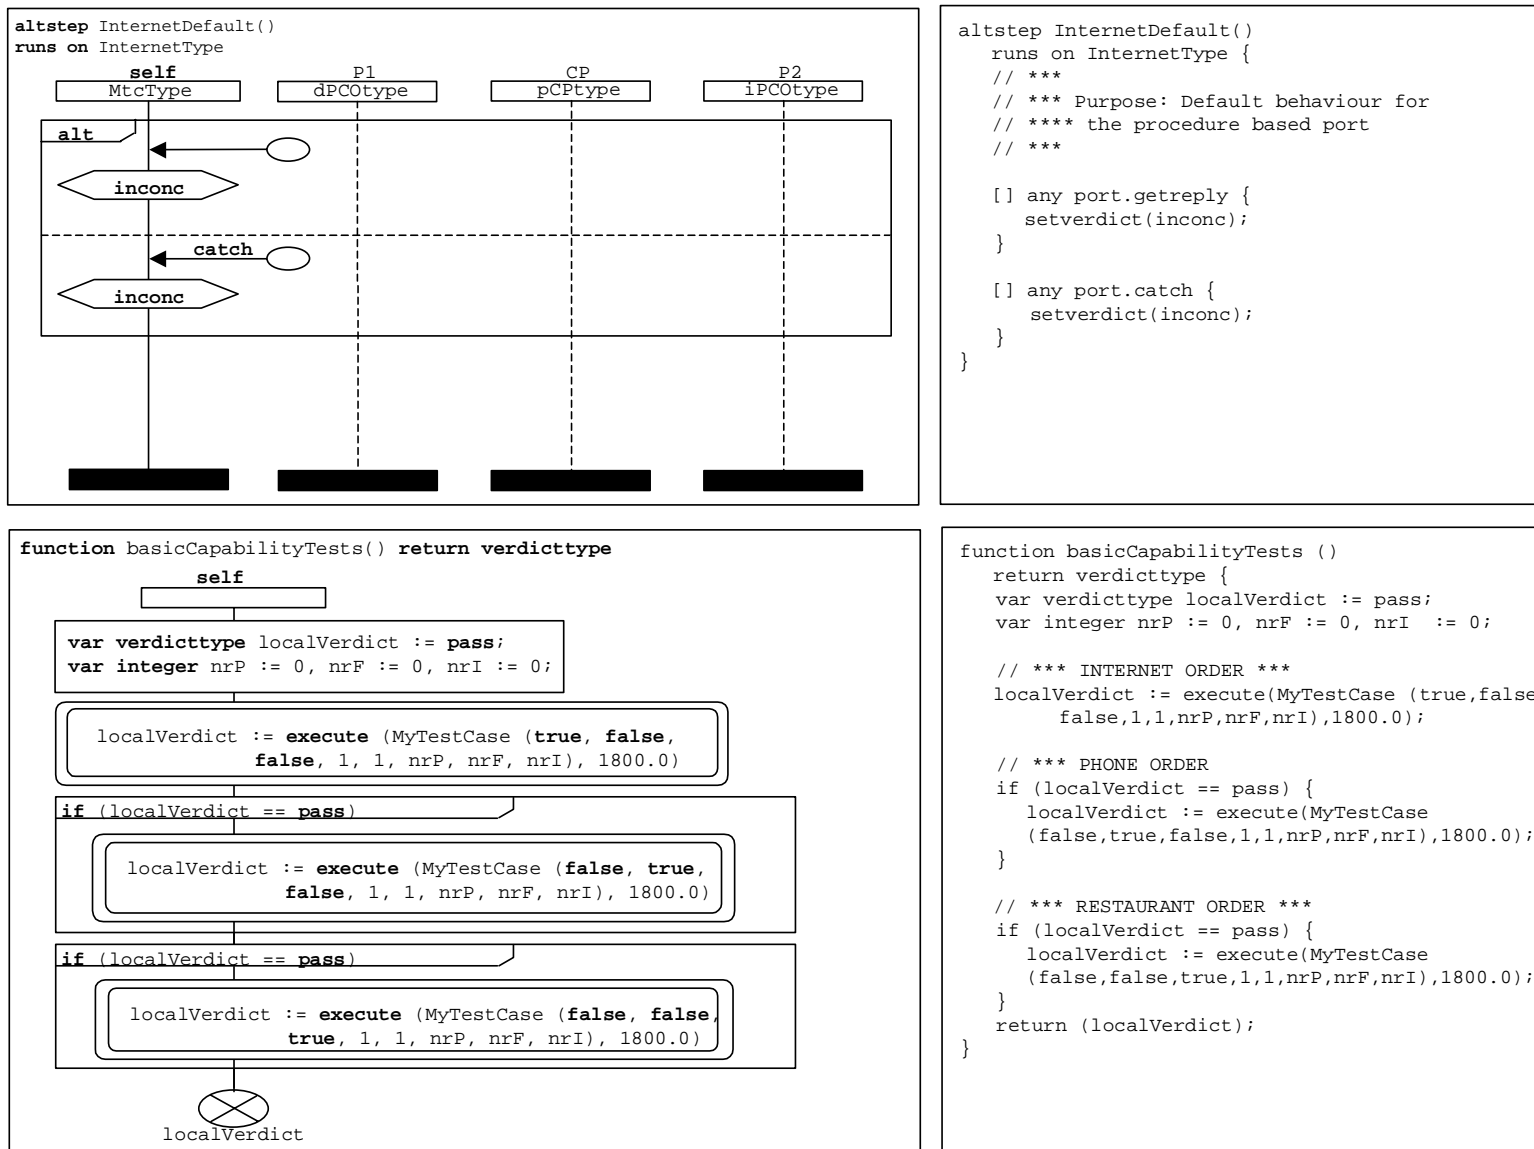 altstep InternetDefault()
runs on InternetType
self P1 CP P2
MtcType dPCOtype pCPtype iPCOtype
alt
inconc
catch
inconc
altstep InternetDefault()
runs on InternetType {
// ***
// *** Purpose: Default behaviour for
// **** the procedure based port
// ***
[] any port.getreply {
setverdict(inconc);
}
[] any port.catch {
setverdict(inconc);
}
}
function basicCapabilityTests() return verdicttype
self
var verdicttype localVerdict := pass;
var integer nrP := 0, nrF := 0, nrI := 0;
localVerdict := execute (MyTestCase (true, false,
false, 1, 1, nrP, nrF, nrI), 1800.0)
if (localVerdict == pass)
localVerdict := execute (MyTestCase (false, true,
false, 1, 1, nrP, nrF, nrI), 1800.0)
if (localVerdict == pass)
localVerdict := execute (MyTestCase (false, false,
true, 1, 1, nrP, nrF, nrI), 1800.0)
localVerdict
function basicCapabilityTests ()
return verdicttype {
var verdicttype localVerdict := pass;
var integer nrP := 0, nrF := 0, nrI := 0;
// *** INTERNET ORDER ***
localVerdict := execute(MyTestCase (true,false
false,1,1,nrP,nrF,nrI),1800.0);
// *** PHONE ORDER
if (localVerdict == pass) {
localVerdict := execute(MyTestCase
(false,true,false,1,1,nrP,nrF,nrI),1800.0);
}
// *** RESTAURANT ORDER ***
if (localVerdict == pass) {
localVerdict := execute(MyTestCase
(false,false,true,1,1,nrP,nrF,nrI),1800.0);
}
return (localVerdict);
}